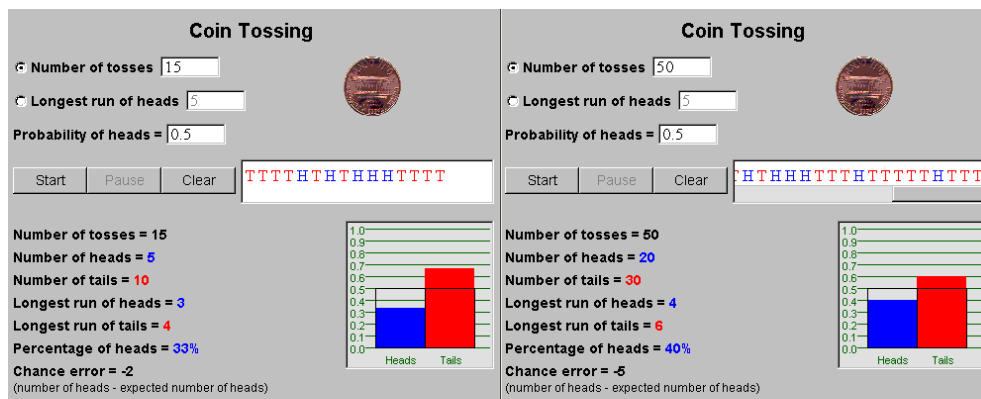 Coin Tossing
Number of tosses 15
Longest run of heads 5
Probability of heads = 0.5
Start Pause Clear TTTTHTHTHHHTTTT
Number of tosses = 15
Number of heads = 5
Number of tails = 10
Longest run of heads = 3
Longest run of tails = 4
Percentage of heads = 33%
Chance error = -2
(number of heads - expected number of heads)
1.0
0.9
0.8
0.7
0.6
0.5
0.4
0.3
0.2
0.1
0.0
Heads Tails
Coin Tossing
Number of tosses 50
Longest run of heads 5
Probability of heads = 0.5
Start Pause Clear THTHHHTTTHTTTTTHTTT
Number of tosses = 50
Number of heads = 20
Number of tails = 30
Longest run of heads = 4
Longest run of tails = 6
Percentage of heads = 40%
Chance error = -5
(number of heads - expected number of heads)
1.0
0.9
0.8
0.7
0.6
0.5
0.4
0.3
0.2
0.1
0.0
Heads Tails